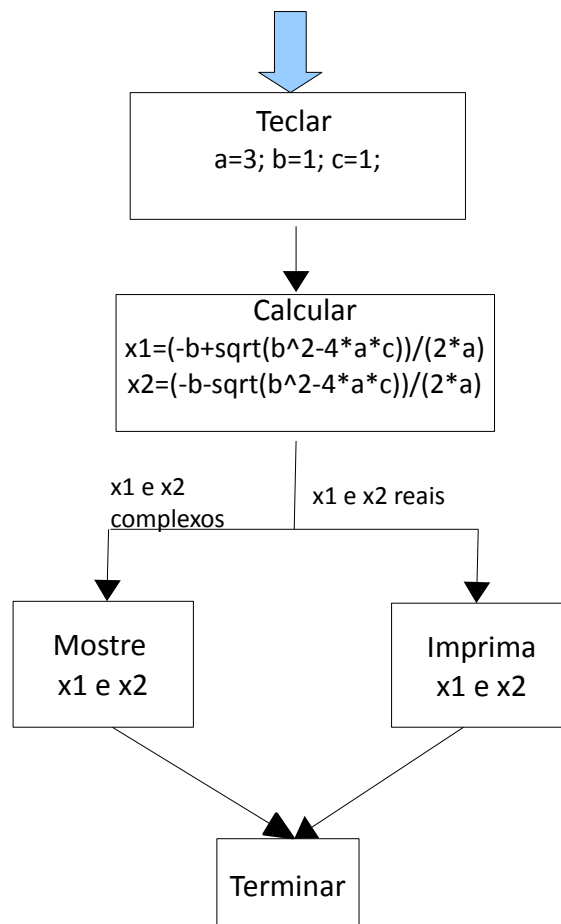 Teclar
a=3; b=1; c=1;
Calcular
x1=(-b+sqrt(b^2-4*a*c))/(2*a)
x2=(-b-sqrt(b^2-4*a*c))/(2*a)
x1 e x2
complexos
x1 e x2 reais
Mostre
x1 e x2
Imprima
x1 e x2
Terminar